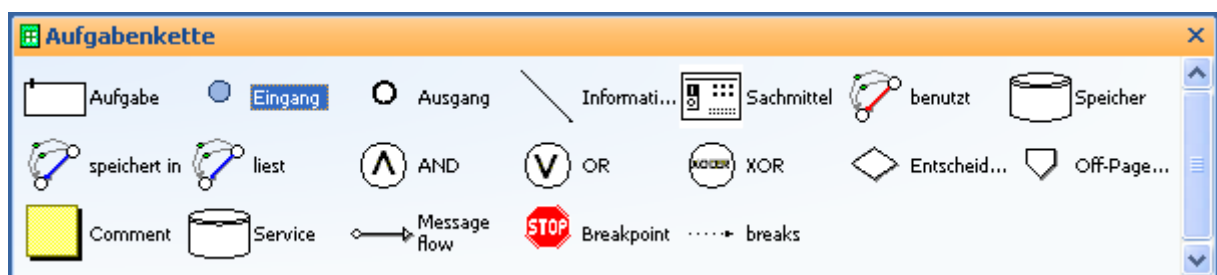 Aufgabenkette
Aufgabe Eingang Ausgang Informati... Sachmittel benutzt Speicher
speichert in liest AND OR XOR Entscheid... Off-Page...
Comment Service Message flow STOP Breakpoint breaks